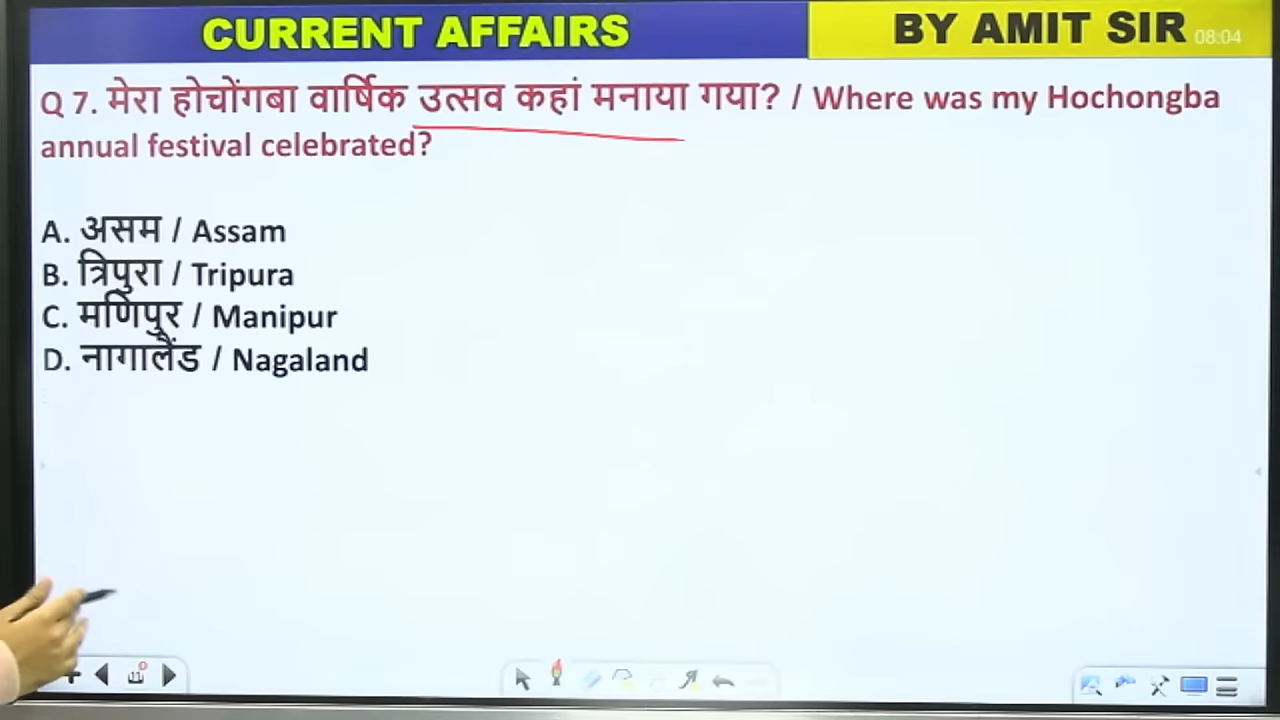 CURRENT AFFAIRS
BY AMIT SIR
08:04
Q 7. मेरा होचोंगबा वार्षिक उत्सव कहां मनाया गया? / Where was my Hochongba
annual festival celebrated?
A. असम / Assam
B. त्रिपुरा / Tripura
C. मणिपुर / Manipur
D. नागालैंड / Nagaland